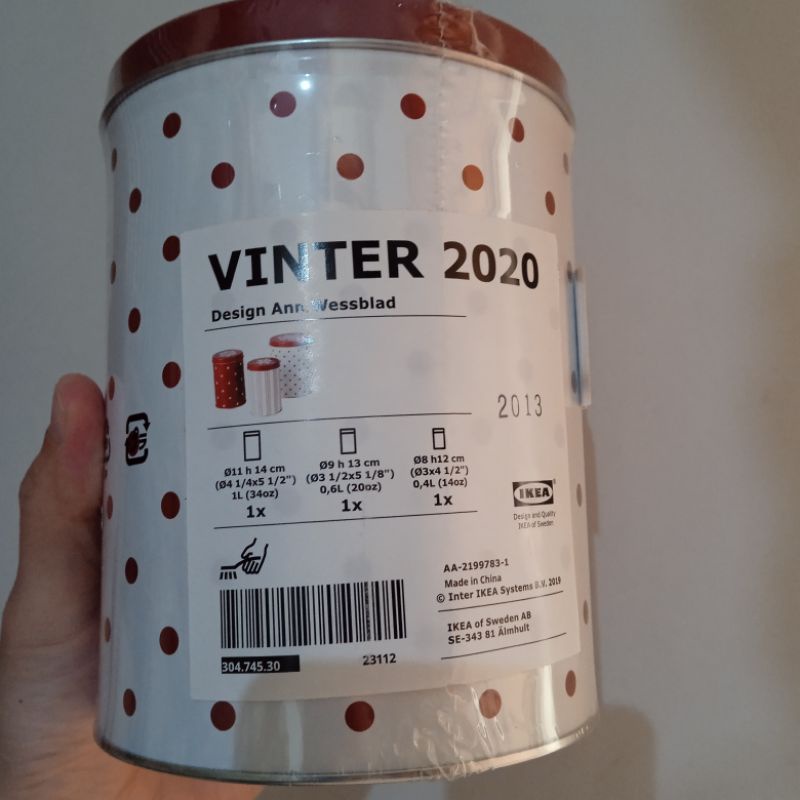 VINTER 2020
Design Ann Wessblad
2013
Ø11 h 14 cm
(Ø4 1/4x5 1/2")
1L (34oz)
1x
Ø9 h 13 cm
(Ø3 1/2x5 1/8")
0,6L (20oz)
1x
Ø8 h12 cm
(Ø3x4 1/2")
0,4L (14oz)
1x
IKEA
Design and Quality
IKEA of Sweden
AA-2199783-1
Made in China
© Inter IKEA Systems B.V. 2019
IKEA of Sweden AB
SE-343 81 Älmhult
304.745.30
23112